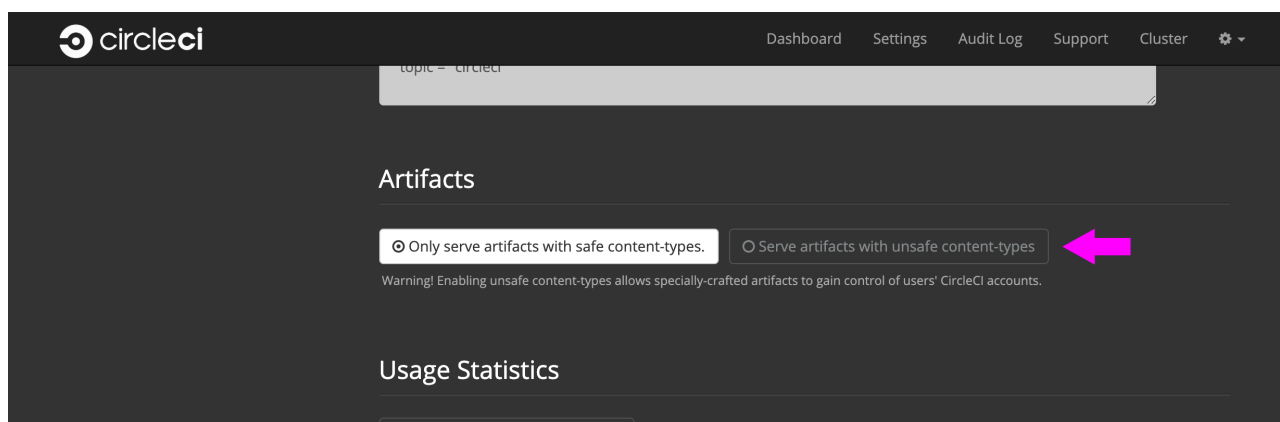 circleci
Dashboard Settings Audit Log Support Cluster
topic = "circleci"
Artifacts
Only serve artifacts with safe content-types. Serve artifacts with unsafe content-types
Warning! Enabling unsafe content-types allows specially-crafted artifacts to gain control of users' CircleCI accounts.
Usage Statistics